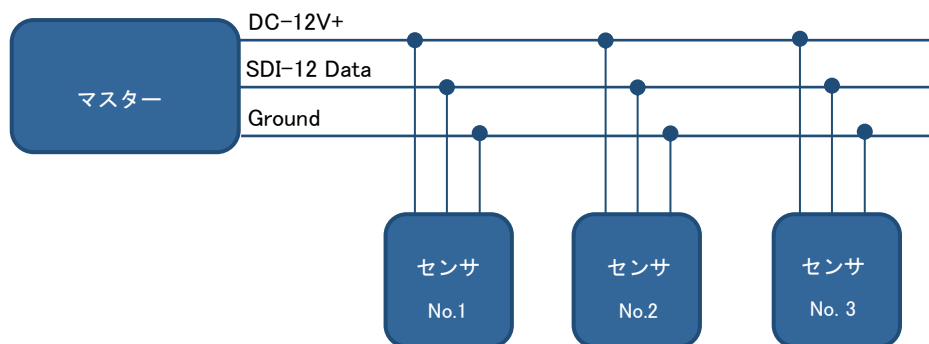 DC-12V+
SDI-12 Data
マスター
Ground
センサ
No.1
センサ
No.2
センサ
No. 3